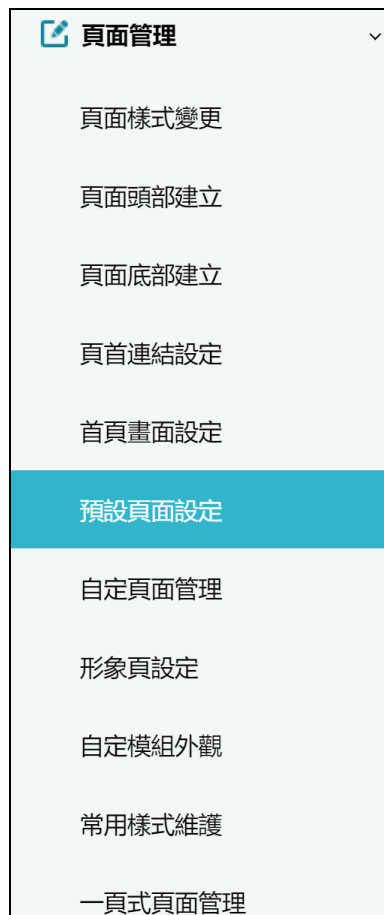 頁面管理
頁面樣式變更
頁面頭部建立
頁面底部建立
頁首連結設定
首頁畫面設定
預設頁面設定
自定頁面管理
形象頁設定
自定模組外觀
常用樣式維護
一頁式頁面管理